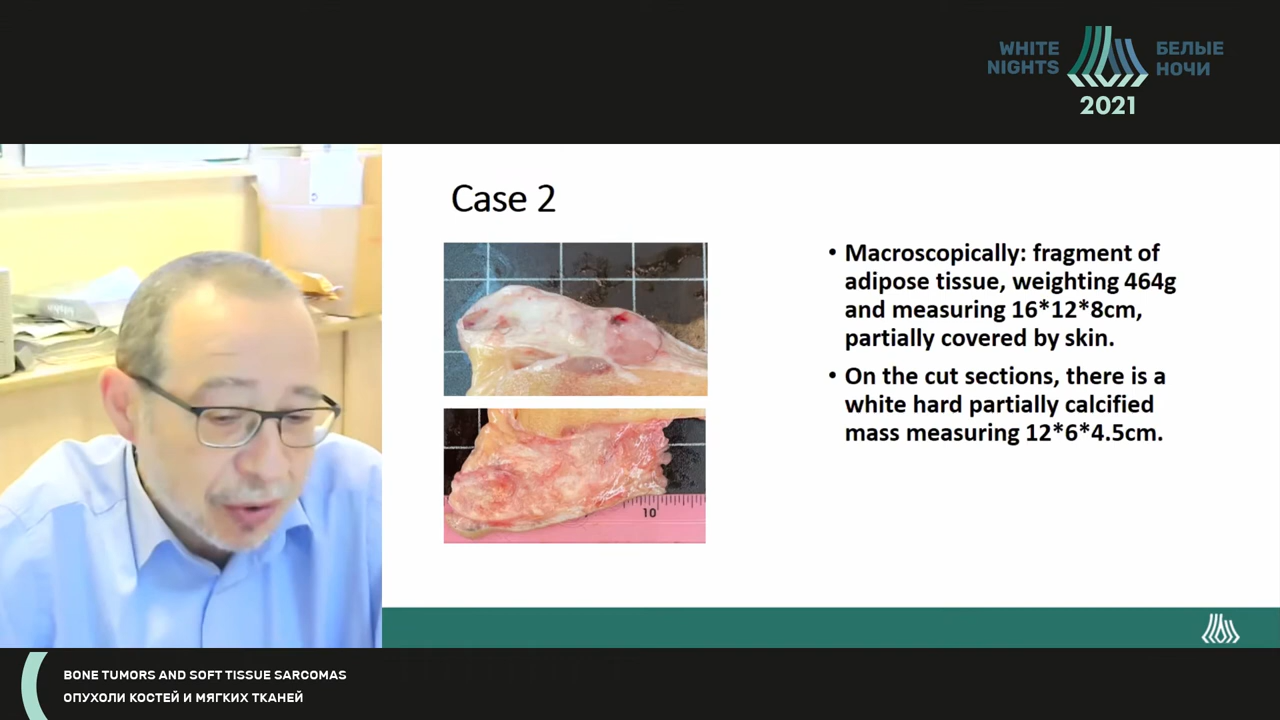 WHITE
NIGHTS
БЕЛЫЕ
НОЧИ
2021
Case 2
• Macroscopically: fragment of
adipose tissue, weighting 464g
and measuring 16*12*8cm,
partially covered by skin.
• On the cut sections, there is a
white hard partially calcified
mass measuring 12*6*4.5cm.
10
BONE TUMORS AND SOFT TISSUE SARCOMAS
ОПУХОЛИ КОСТЕЙ И МЯГКИХ ТКАНЕЙ